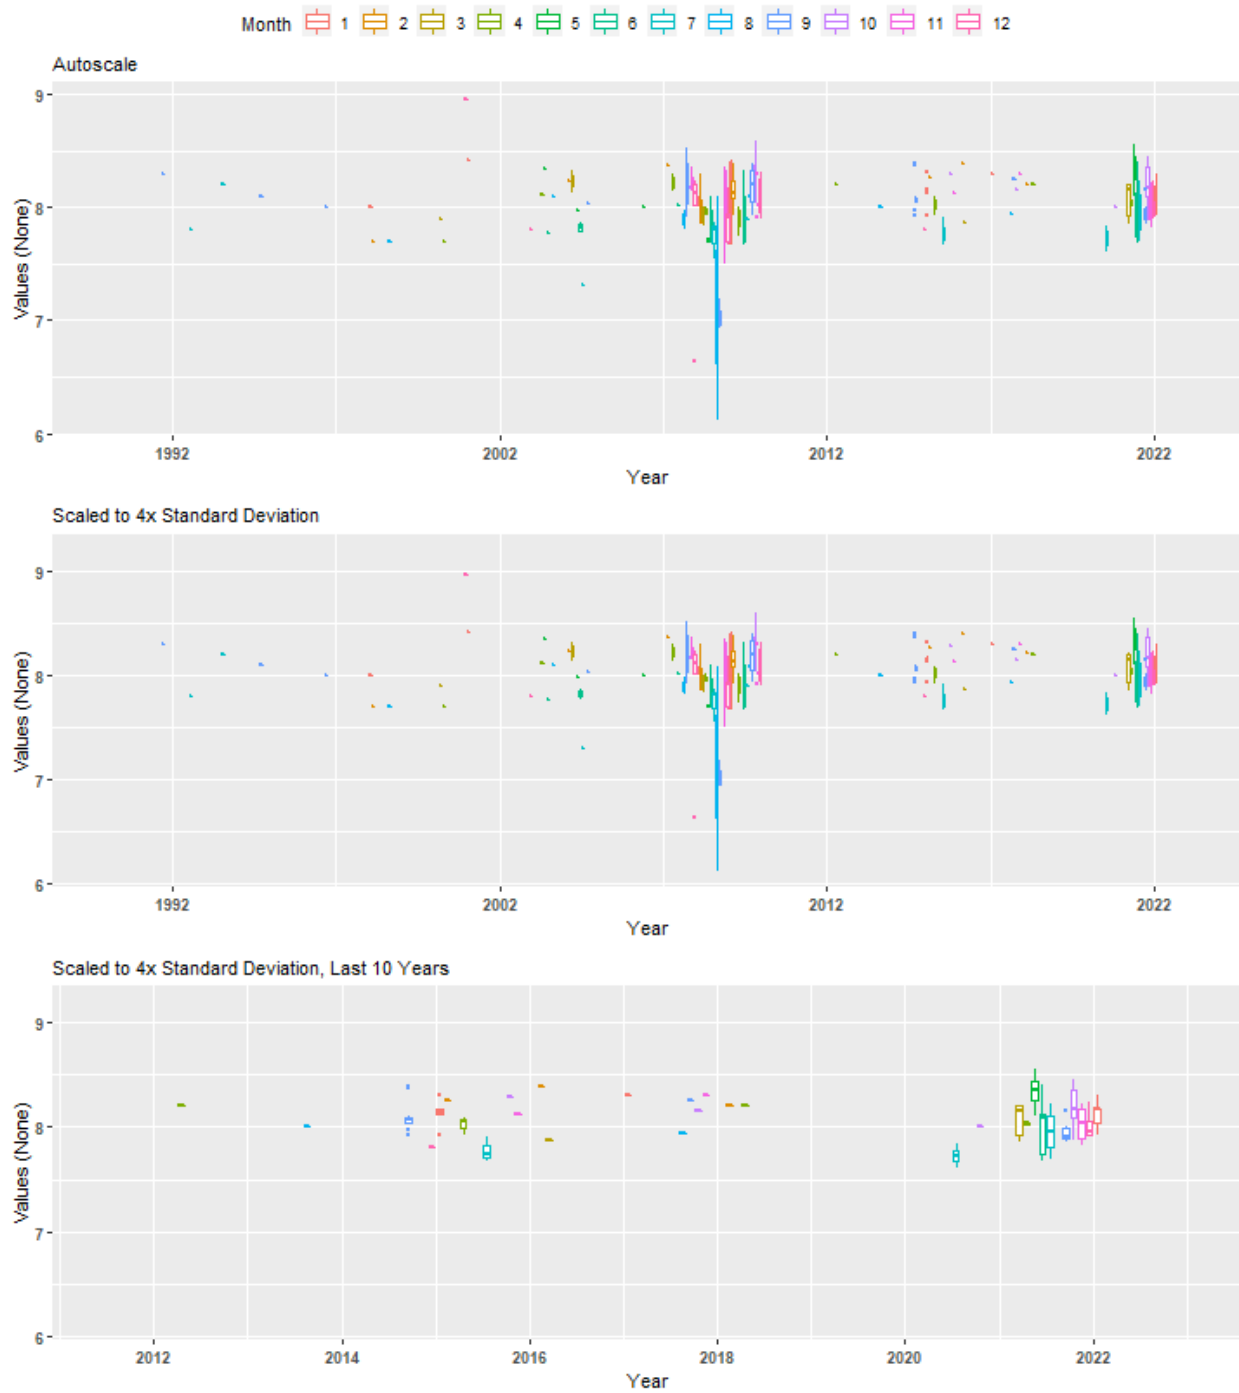 Month 1 2 3 4 5 6 7 8 9 10 11 12
Autoscale
9
8
7
6
Values (None)
1992 2002 2012 2022
Year
Scaled to 4x Standard Deviation
9
8
7
6
Values (None)
1992 2002 2012 2022
Year
Scaled to 4x Standard Deviation, Last 10 Years
9
8
7
6
Values (None)
2012 2014 2016 2018 2020 2022
Year